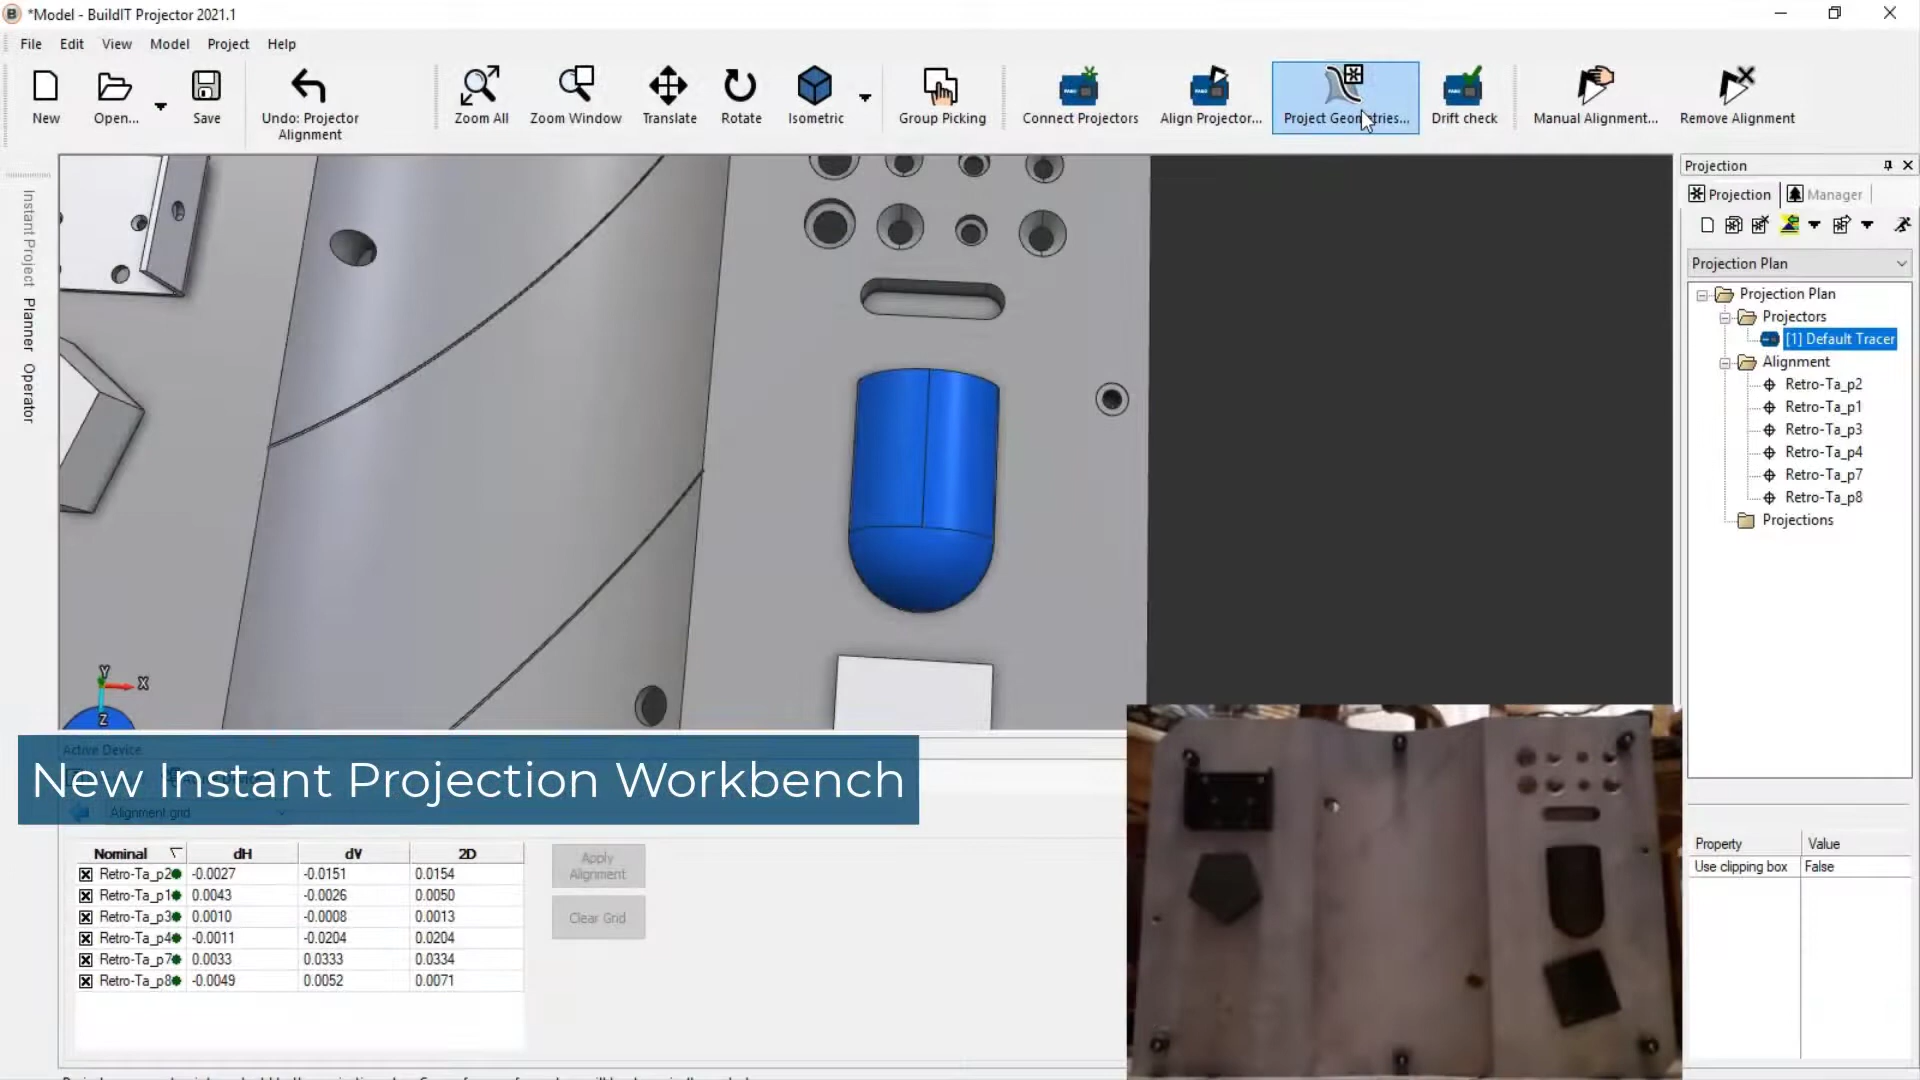 *Model - BuildIT Projector 2021.1
File Edit View Model Project Help
New Open... Save Undo: Projector Alignment Zoom All Zoom Window Translate Rotate Isometric Group Picking Connect Projectors Align Projector... Project Geometries... Drift check Manual Alignment... Remove Alignment
Instant Project
Planner
Operator
Projection
Projection Manager
Projection Plan
Projection Plan
Projectors
[1] Default Tracer
Alignment
Retro-Ta_p2
Retro-Ta_p1
Retro-Ta_p3
Retro-Ta_p4
Retro-Ta_p7
Retro-Ta_p8
Projections
Y
X
Z
Active Device
New Instant Projection Workbench
Alignment grid
Nominal dH dV 2D
Retro-Ta_p2 -0.0027 -0.0151 0.0154
Retro-Ta_p1 0.0043 -0.0026 0.0050
Retro-Ta_p3 0.0010 -0.0008 0.0013
Retro-Ta_p4 -0.0011 -0.0204 0.0204
Retro-Ta_p7 0.0033 0.0333 0.0334
Retro-Ta_p8 -0.0049 0.0052 0.0071
Apply
Alignment
Clear Grid
Property Value
Use clipping box False